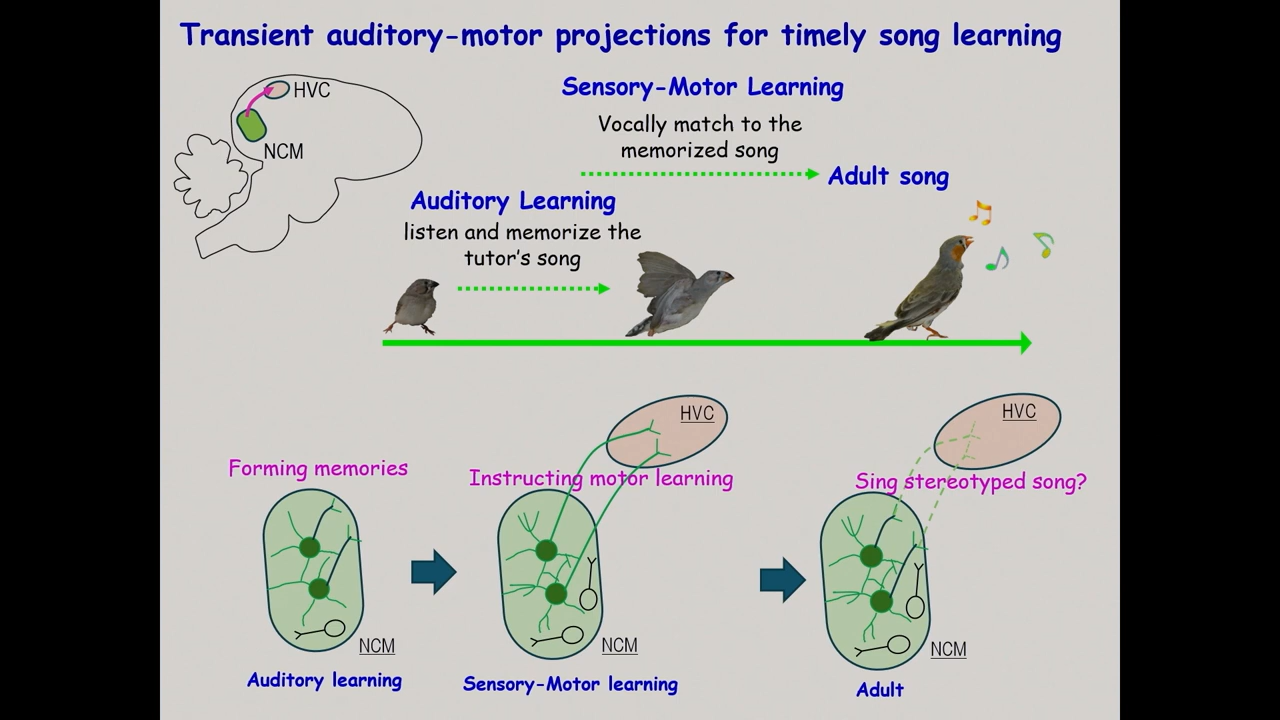 Transient auditory-motor projections for timely song learning
HVC
NCM
Sensory-Motor Learning
Vocally match to the
memorized song
Adult song
Auditory Learning
listen and memorize the
tutor's song
HVC
HVC
Forming memories
Instructing motor learning
Sing stereotyped song?
NCM
NCM
NCM
Auditory learning
Sensory-Motor learning
Adult